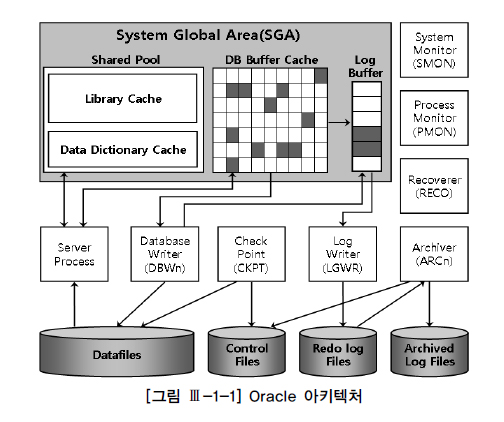 System Global Area(SGA)
Shared Pool
DB Buffer Cache
Log
Buffer
Library Cache
Data Dictionary Cache
System
Monitor
(SMON)
Process
Monitor
(PMON)
Recoverer
(RECO)
Server
Process
Database
Writer
(DBWn)
Check
Point
(CKPT)
Log
Writer
(LGWR)
Archiver
(ARCn)
Datafiles
Control
Files
Redo log
Files
Archived
Log Files
[그림 Ⅲ-1-1] Oracle 아키텍처